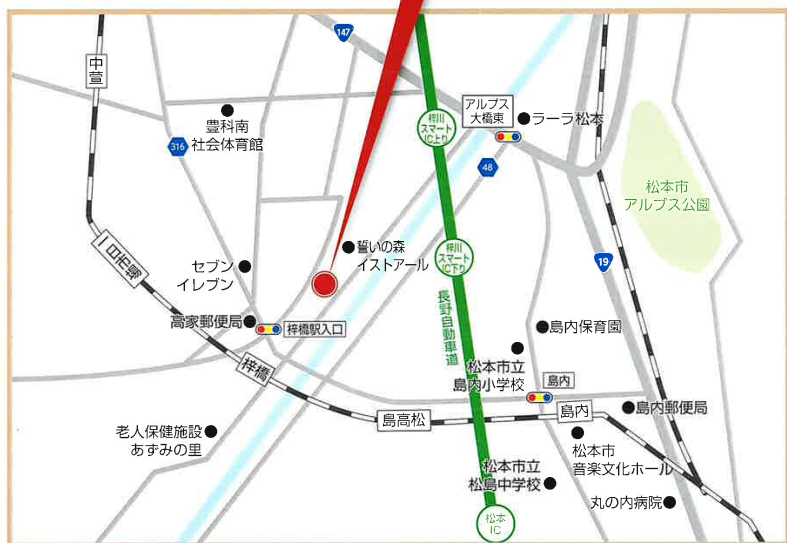 147
中萱
アルプス
大橋東
ラーラ松本
梓川
スマート
IC上り
豊科南
社会体育館
316
48
松本市
アルプス公園
誓いの森
イストアール
梓川
スマート
IC下り
一日市場
セブン
イレブン
19
長野自動車道
高家郵便局
梓橋駅入口
島内保育園
梓橋
松本市立
島内小学校
島内
島高松
島内
島内郵便局
老人保健施設
あずみの里
松本市
音楽文化ホール
松本市立
松島中学校
丸の内病院
松本
IC